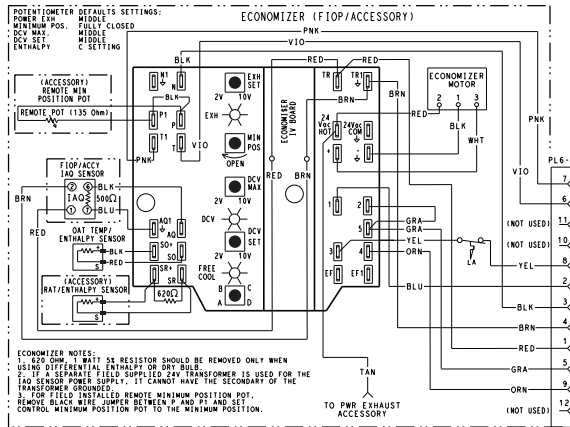 POTENTIOMETER DEFAULTS SETTINGS:
POWER EXH MIDDLE
MINIMUM POS. FULLY CLOSED
DCV MAX. MIDDLE
DCV SET MIDDLE
ENTHALPY C SETTING
ECONOMIZER (FIOP/ACCESSORY)
PNK
VIO
BLK
RED
RED
(ACCESSORY)
REMOTE MIN
POSITION POT
REMOTE POT (135 Ohm)
N1
N
BLK
P1
P
T1
T
PNK
VIO
EXH
SET
2V 10V
EXH
MIN
POS
OPEN
ECONOMI$ER
IV BOARD
TR
TR1
BRN
BRN
24Vac
HOT
24Vac
COM
+
ECONOMIZER
MOTOR
2 1 3
RED
BLK
WHT
PNK
VIO
PL6-
7
6
(NOT USED) 11
(NOT USED) 10
YEL 8
BLU 2
BLK 3
BRN 4
RED 1
GRA 5
ORN 9
(NOT USED) 12
FIOP/ACCY
IAQ SENSOR
2 6
IAQ 500Ω
1 7
BLK
BLU
BRN
RED
OAT TEMP/
ENTHALPY SENSOR
+
S
BLK
RED
(ACCESSORY)
RAT/ENTHALPY SENSOR
+
S
AQ1
AQ
SO+
SO
SR+
SR
620Ω
DCV
MAX
2V 10V
DCV
DCV
SET
2V 10V
FREE
COOL
B C
A D
RED
BRN
1
2
5
3
4
EF
EF1
GRA
GRA
YEL
ORN
LA
TAN
TO PWR EXHAUST
ACCESSORY
ECONOMIZER NOTES:
1. 620 OHM, 1 WATT 5% RESISTOR SHOULD BE REMOVED ONLY WHEN
USING DIFFERENTIAL ENTHALPY OR DRY BULB.
2. IF A SEPARATE FIELD SUPPLIED 24V TRANSFORMER IS USED FOR THE
IAQ SENSOR POWER SUPPLY, IT CANNOT HAVE THE SECONDARY OF THE
TRANSFORMER GROUNDED.
3. FOR FIELD INSTALLED REMOTE MINIMUM POSITION POT,
REMOVE BLACK WIRE JUMPER BETWEEN P AND P1 AND SET
CONTROL MINIMUM POSITION POT TO THE MINIMUM POSITION.